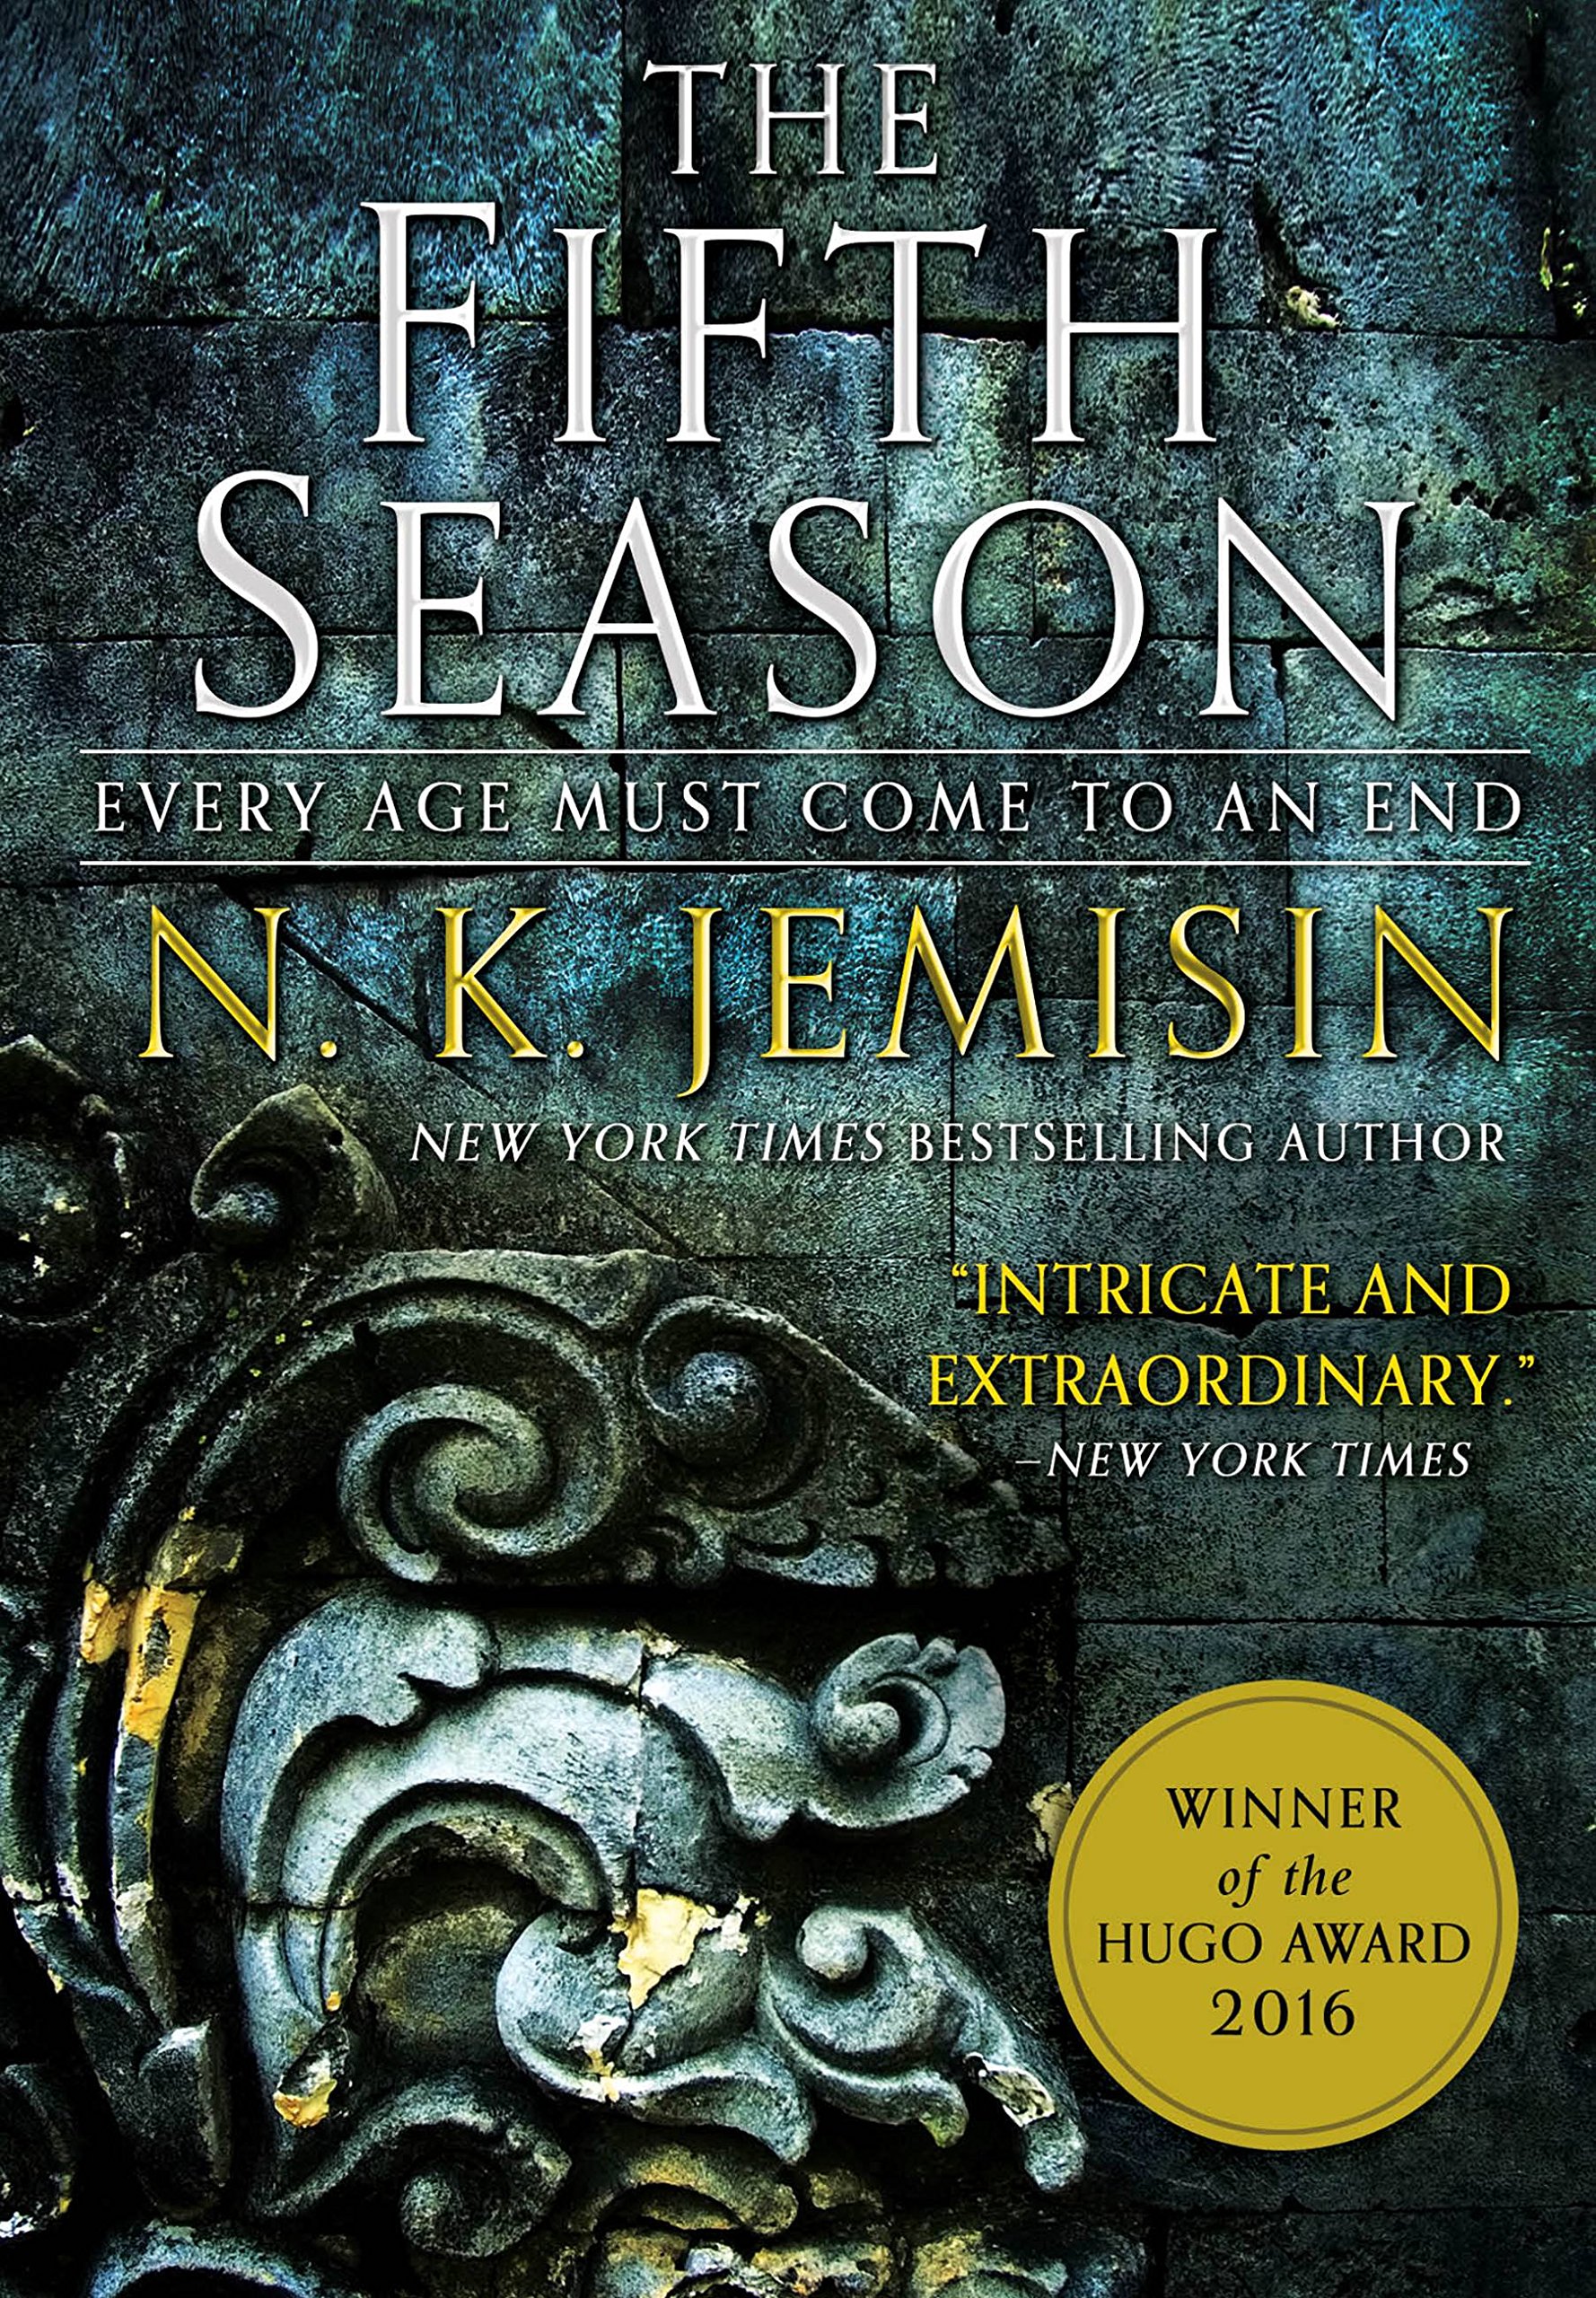 THE
FIFTH
SEASON
EVERY AGE MUST COME TO AN END
N. K. JEMISIN
NEW YORK TIMES BESTSELLING AUTHOR
“INTRICATE AND
EXTRAORDINARY.”
–NEW YORK TIMES
WINNER
of the
HUGO AWARD
2016